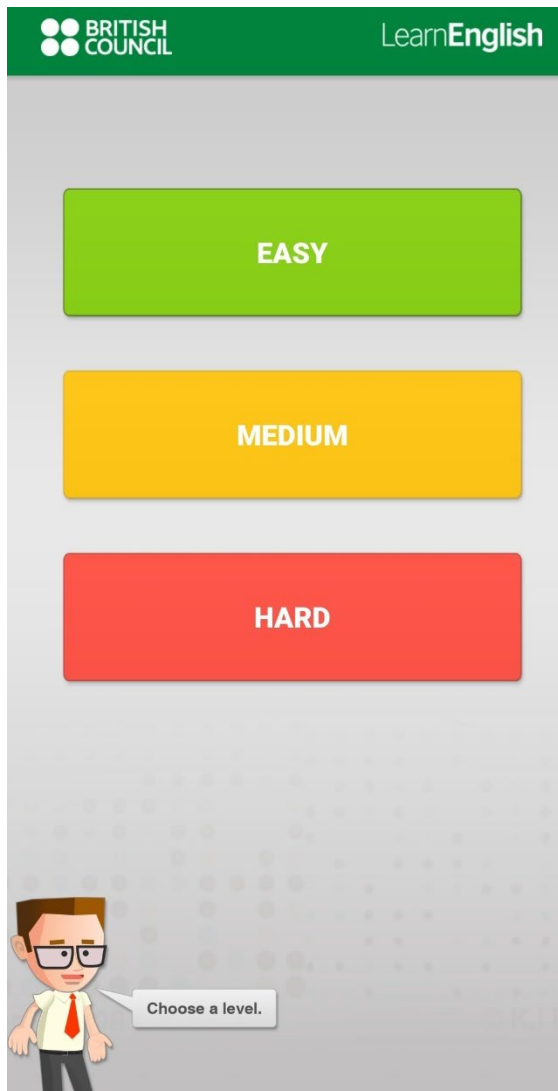 BRITISH
COUNCIL
LearnEnglish
EASY
MEDIUM
HARD
Choose a level.